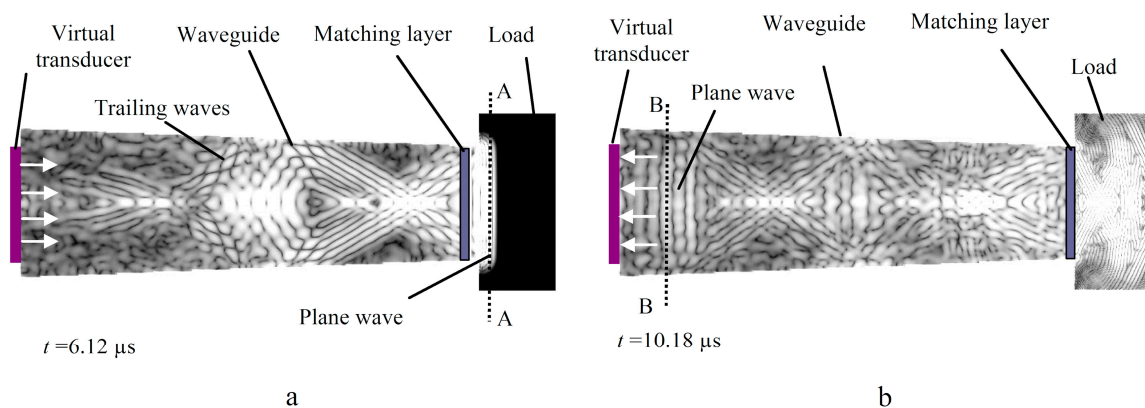 a
Virtual
transducer
Waveguide
Matching layer
Load
Trailing waves
A
Plane wave
A
t =6.12 µs
a
Virtual
transducer
Waveguide
Matching layer
Load
B
Plane wave
B
t =10.18 µs
b